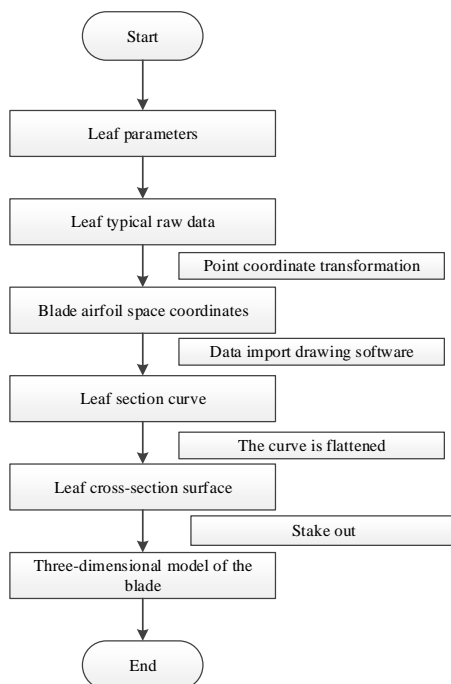 Start
Leaf parameters
Leaf typical raw data
Point coordinate transformation
Blade airfoil space coordinates
Data import drawing software
Leaf section curve
The curve is flattened
Leaf cross-section surface
Stake out
Three-dimensional model of the
blade
End